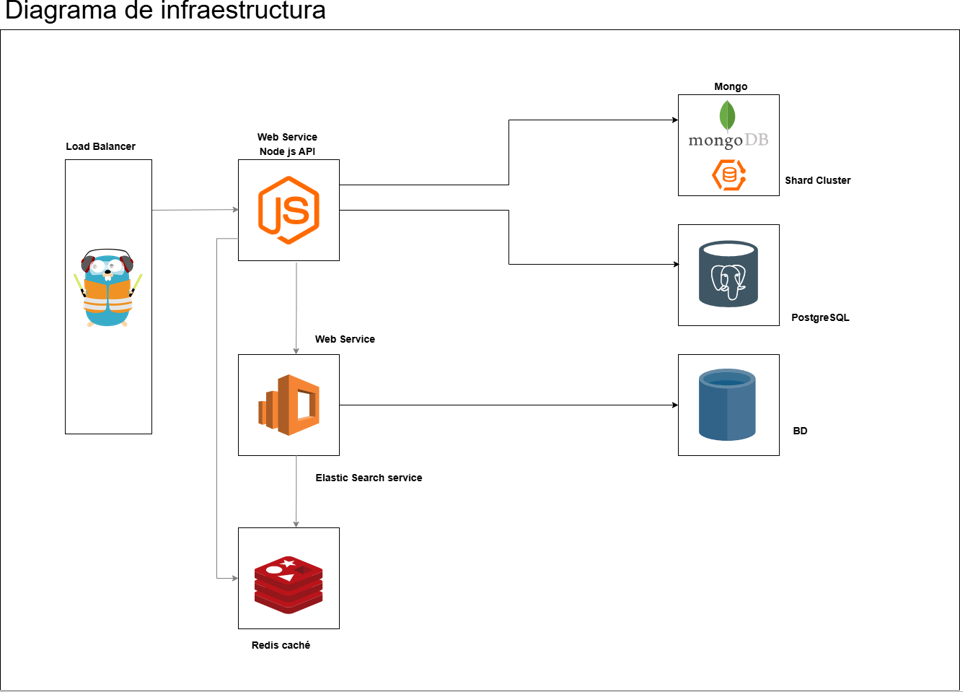 Diagrama de infraestructura
Mongo
mongoDB
Shard Cluster
Load Balancer
Web Service
Node js API
JS
PostgreSQL
Web Service
BD
Elastic Search service
Redis caché